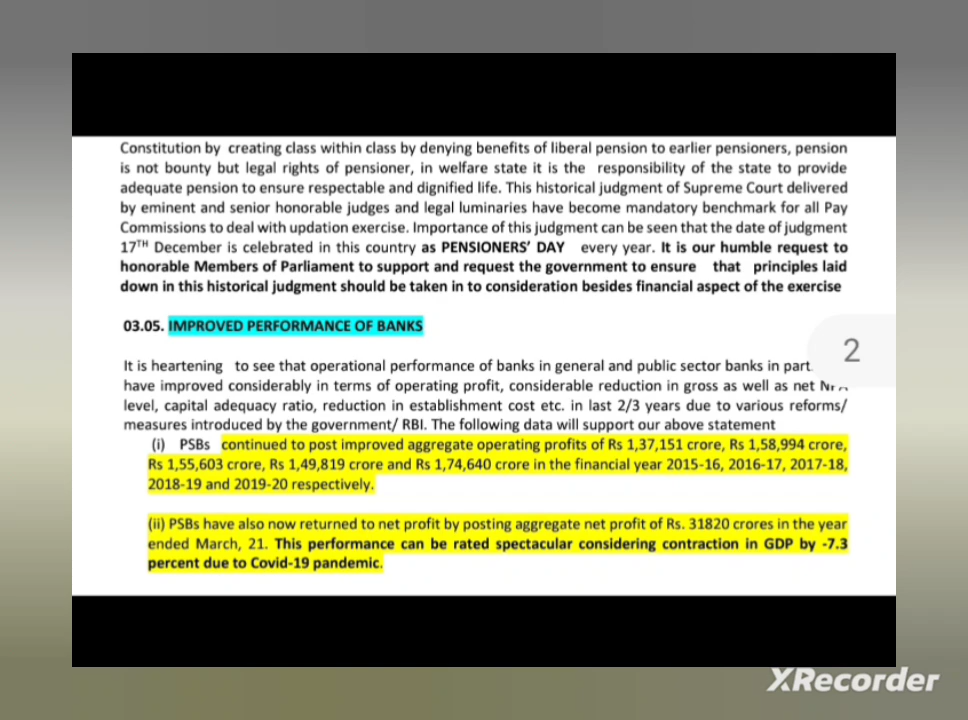 Constitution by creating class within class by denying benefits of liberal pension to earlier pensioners, pension
is not bounty but legal rights of pensioner, in welfare state it is the responsibility of the state to provide
adequate pension to ensure respectable and dignified life. This historical judgment of Supreme Court delivered
by eminent and senior honorable judges and legal luminaries have become mandatory benchmark for all Pay
Commissions to deal with updation exercise. Importance of this judgment can be seen that the date of judgment
17TH December is celebrated in this country as PENSIONERS' DAY every year. It is our humble request to
honorable Members of Parliament to support and request the government to ensure that principles laid
down in this historical judgment should be taken in to consideration besides financial aspect of the exercise
03.05. IMPROVED PERFORMANCE OF BANKS
2
It is heartening to see that operational performance of banks in general and public sector banks in part
have improved considerably in terms of operating profit, considerable reduction in gross as well as net
level, capital adequacy ratio, reduction in establishment cost etc. in last 2/3 years due to various reforms/
measures introduced by the government/ RBI. The following data will support our above statement
(i) PSBs continued to post improved aggregate operating profits of Rs 1,37,151 crore, Rs 1,58,994 crore,
Rs 1,55,603 crore, Rs 1,49,819 crore and Rs 1,74,640 crore in the financial year 2015-16, 2016-17, 2017-18,
2018-19 and 2019-20 respectively.
(ii) PSBs have also now returned to net profit by posting aggregate net profit of Rs. 31820 crores in the year
ended March, 21. This performance can be rated spectacular considering contraction in GDP by -7.3
percent due to Covid-19 pandemic.
XRecorder